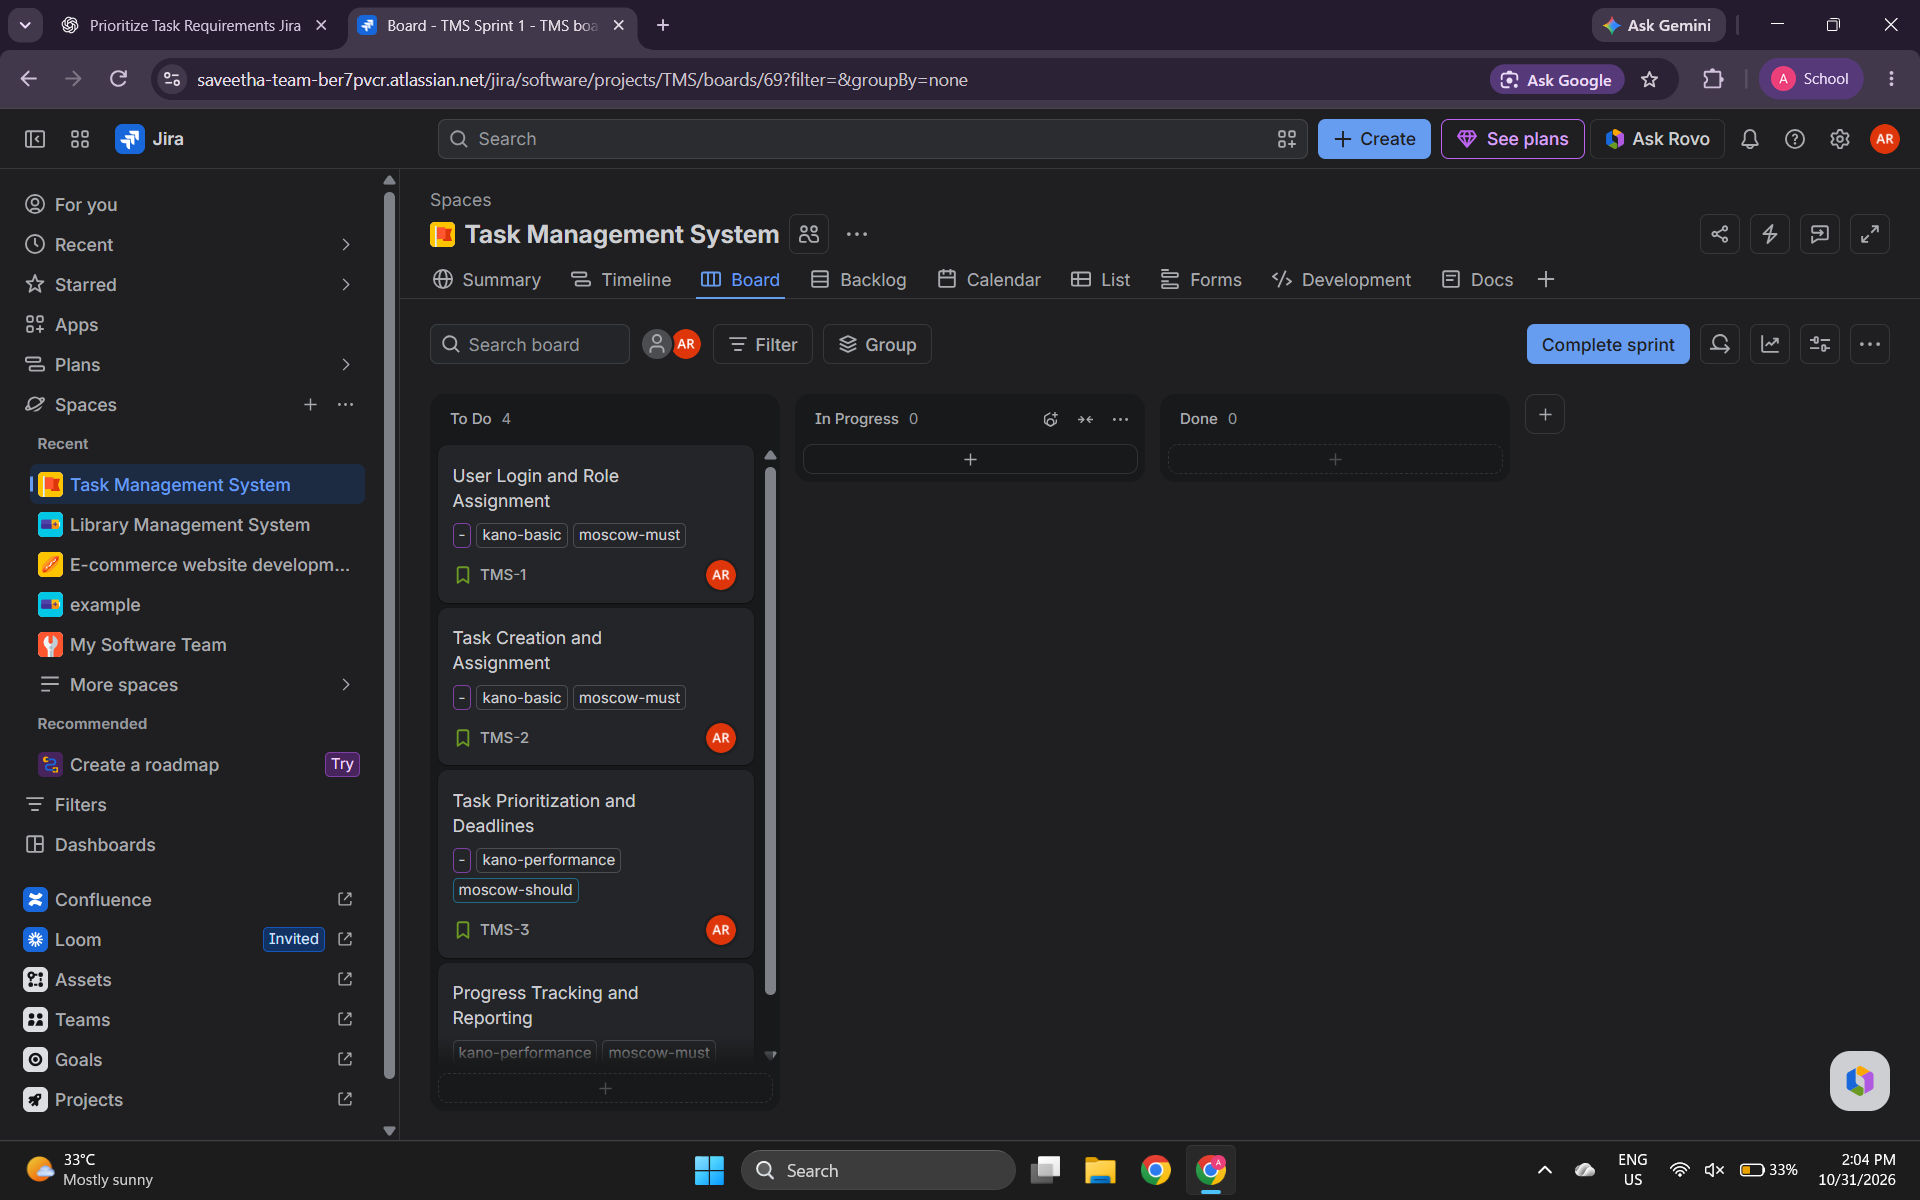 Prioritize Task Requirements Jira
Board - TMS Sprint 1 - TMS boa
Ask Gemini
saveetha-team-ber7pvcr.atlassian.net/jira/software/projects/TMS/boards/69?filter=&groupBy=none
Ask Google
A School
Jira
Search
Create
See plans
Ask Rovo
AR
For you
Recent
Starred
Apps
Plans
Spaces
Recent
Task Management System
Library Management System
E-commerce website developm...
example
My Software Team
More spaces
Recommended
Create a roadmap
Try
Filters
Dashboards
Confluence
Loom
Invited
Assets
Teams
Goals
Projects
Spaces
Task Management System
Summary
Timeline
Board
Backlog
Calendar
List
Forms
Development
Docs
Search board
AR
Filter
Group
Complete sprint
To Do 4
User Login and Role
Assignment
- kano-basic moscow-must
TMS-1
AR
Task Creation and
Assignment
- kano-basic moscow-must
TMS-2
AR
Task Prioritization and
Deadlines
- kano-performance
moscow-should
TMS-3
AR
Progress Tracking and
Reporting
kano-performance moscow-must
In Progress 0
Done 0
33°C
Mostly sunny
Search
A
ENG
US
33%
2:04 PM
10/31/2026